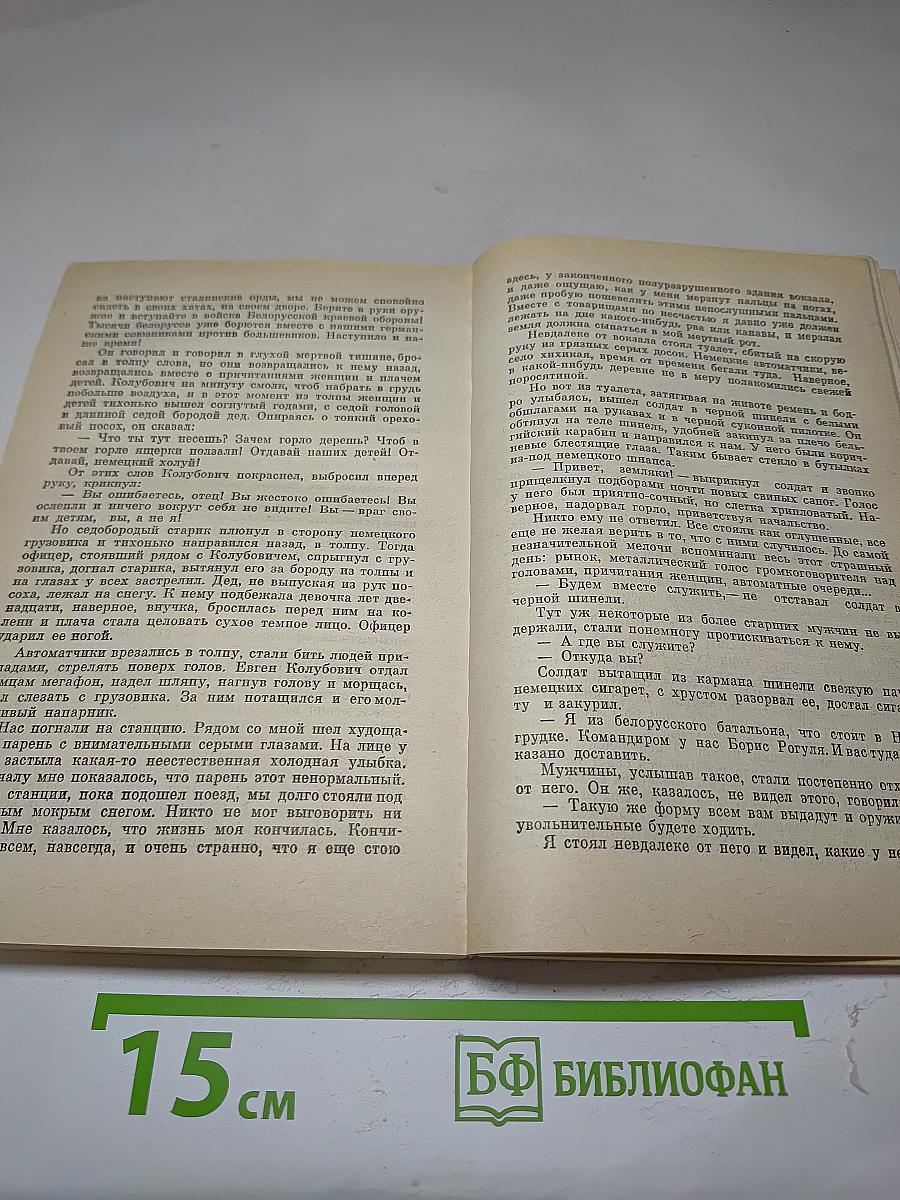 ка наступают сталинские орды, мы не можем спокойно
сидеть в своих хатах, на своем дворе. Берите в руки ору-
жие и вступайте в войска Белорусской краевой обороны!
Тысячи белорусов уже борются вместе с нашими герман-
скими союзниками против большевиков. Наступило и на-
ше время!
Он говорил и говорил в глухой мертвой тишине, бро-
сал в толпу слова, но они возвращались к нему назад,
возвращались вместе с причитаниями женщин и плачем
детей. Колубович на минуту смолк, чтоб набрать в грудь
побольше воздуха, и в этот момент из толпы женщин и
детей тихонько вышел согнутый годами, с седой головой
и длинной седой бородой дед. Опираясь о тонкий орехо-
вый посох, он сказал:
— Что ты тут несешь? Зачем горло дерешь? Чтоб в
твоем горле ящерки ползали! Отдавай наших детей! От-
давай, немецкий холуй!
От этих слов Колубович покраснел, выбросил вперед
руку, крикнул:
— Вы ошибаетесь, отец! Вы жестоко ошибаетесь! Вы
ослепли и ничего вокруг себя не видите! Вы — враг сво-
им детям, вы, а не я!
Но седобородый старик плюнул в сторону немецкого
грузовика и тихонько направился назад, в толпу. Тогда
офицер, стоявший рядом с Колубовичем, спрыгнул с гру-
зовика, догнал старика, вытянул его за бороду из толпы и
на глазах у всех застрелил. Дед, не выпуская из рук по-
соха, лежал на снегу. К нему подбежала девочка лет две-
надцати, наверное, внучка, бросилась перед ним на ко-
лени и плача стала целовать сухое темное лицо. Офицер
ударил ее ногой.
Автоматчики врезались в толпу, стали бить людей при-
ладами, стрелять поверх голов. Евген Колубович отдал
мцам мегафон, надел шляпу, нагнув голову и морщась,
л слезать с грузовика. За ним потащился и его мол-
ивый напарник.
Нас погнали на станцию. Рядом со мной шел худоща-
парень с внимательными серыми глазами. На лице у
застыла какая-то неестественная холодная улыбка.
чалу мне показалось, что парень этот ненормальный.
станции, пока подошел поезд, мы долго стояли под
ым мокрым снегом. Никто не мог выговорить ни
Мне казалось, что жизнь моя кончилась. Кончи-
всем, навсегда, и очень странно, что я еще стою
здесь, у закопченного полуразрушенного здания вокзала,
и даже ощущаю, как у меня мерзнут пальцы на ногах,
даже пробую пошевелить этими непослушными пальцами.
Вместе с товарищами по несчастью я давно уже должен
лежать на дне какого-нибудь рва или канавы, и мерзлая
земля должна сыпаться в мой мертвый рот.
Невдалеке от вокзала стоял туалет, сбитый на скорую
руку из грязных серых досок. Немецкие автоматчики, ве-
село хихикая, время от времени бегали туда. Наверное,
в какой-нибудь деревне не в меру полакомились свежей
поросятиной.
Но вот из туалета, затягивая на животе ремень и бод-
ро улыбаясь, вышел солдат в черной шинели с белыми
обшлагами на рукавах и в черной суконной пилотке. Он
обтянул на теле шинель, удобней закинул за плечо бель-
гийский карабин и направился к нам. У него были корич-
невые блестящие глаза. Таким бывает стекло в бутылках
из-под немецкого шнапса.
— Привет, земляки! — выкрикнул солдат и звонко
прищелкнул подборами почти новых свиных сапог. Голос
у него был приятно-сочный, но слегка хрипловатый. На-
верное, надорвал горло, приветствуя начальство.
Никто ему не ответил. Все стояли как оглушенные, все
еще не желая верить в то, что с ними случилось. До самой
незначительной мелочи вспоминали весь этот страшный
день: рынок, металлический голос громкоговорителя над
головами, причитания женщин, автоматные очереди...
— Будем вместе служить,— не отставал солдат в
черной шинели.
Тут уж некоторые из более старших мужчин не вы
держали, стали понемногу протискиваться к нему.
— А где вы служите?
— Откуда вы?
Солдат вытащил из кармана шинели свежую пач
немецких сигарет, с хрустом разорвал ее, достал сига
ту и закурил.
— Я из белорусского батальона, что стоит в Н
грудке. Командиром у нас Борис Рогуля. И вас туда
казано доставить.
Мужчины, услышав такое, стали постепенно отх
от него. Он же, казалось, не видел этого, говорил
— Такую же форму всем вам выдадут и оружи
увольнительные будете ходить.
Я стоял невдалеке от него и видел, какие у не
15 см
БФ БИБЛИОФАН